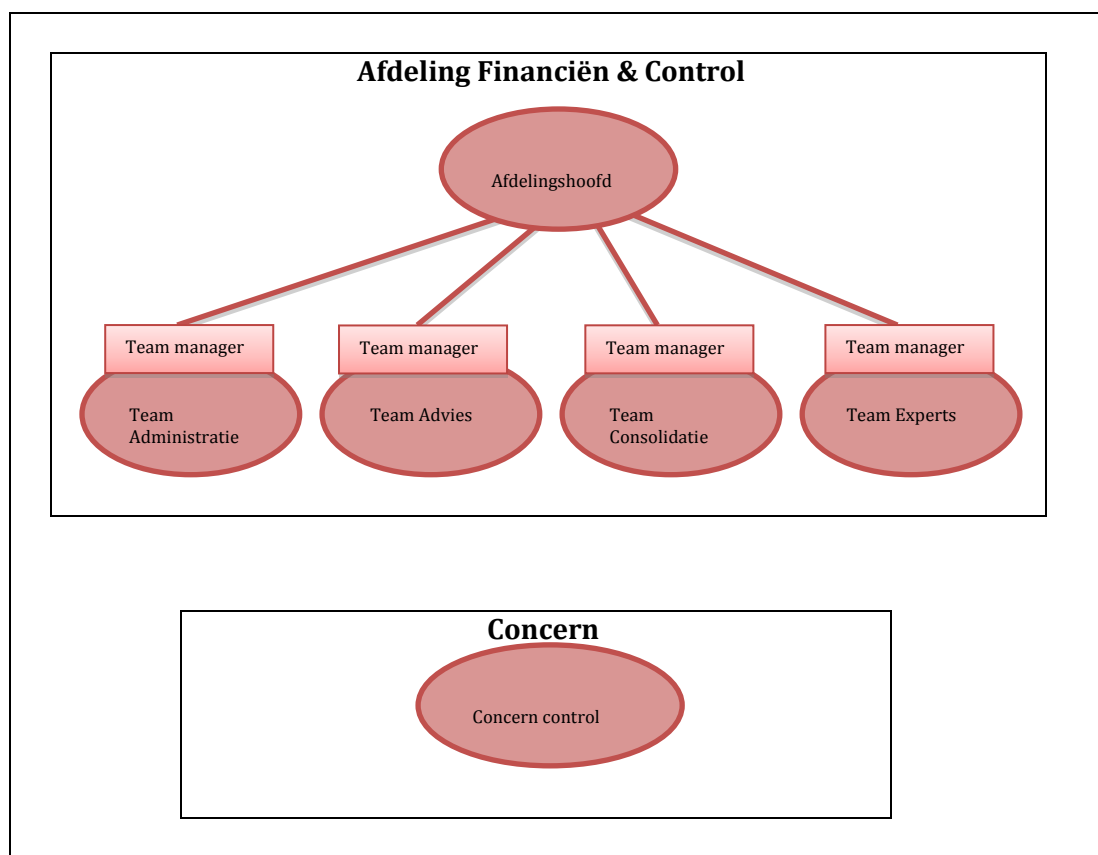 Afdeling Financiën & Control
Afdelingshoofd
Team manager
Team manager
Team manager
Team manager
Team
Administratie
Team Advies
Team
Consolidatie
Team Experts
Concern
Concern control